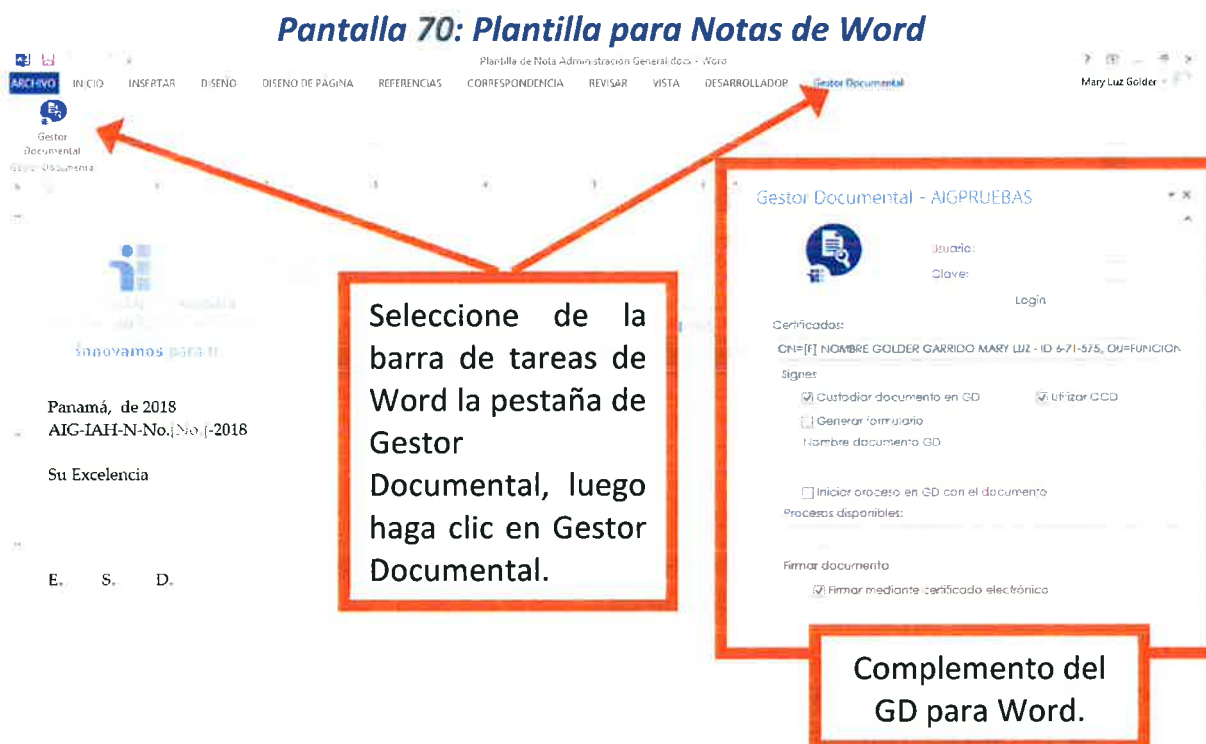 Pantalla 70: Plantilla para Notas de Word
Plantilla de Nota Administracion General.docx - Word
ARCHIVO INICIO INSERTAR DISEÑO DISEÑO DE PÁGINA REFERENCIAS CORRESPONDENCIA REVISAR VISTA DESARROLLADOR Gestor Documental
Mary Luz Golder
Gestor
Documental
Innovamos para ti
Panamá, de 2018
AIG-IAH-N-No.[No.]-2018
Su Excelencia
E. S. D.
Seleccione de la
barra de tareas de
Word la pestaña de
Gestor
Documental, luego
haga clic en Gestor
Documental.
Gestor Documental - AIGPRUEBAS
Usuario:
Clave:
Login
Certificados:
CN=[F] NOMBRE GOLDER GARRIDO MARY LUZ - ID 6-71-575, OU=FUNCION
Signes
Custodiar documento en GD
Utilizar CCD
Generar formulario
Nombre documento GD
Iniciar proceso en GD con el documento
Procesos disponibles:
Firmar documento
Firmar mediante certificado electrónico
Complemento del
GD para Word.